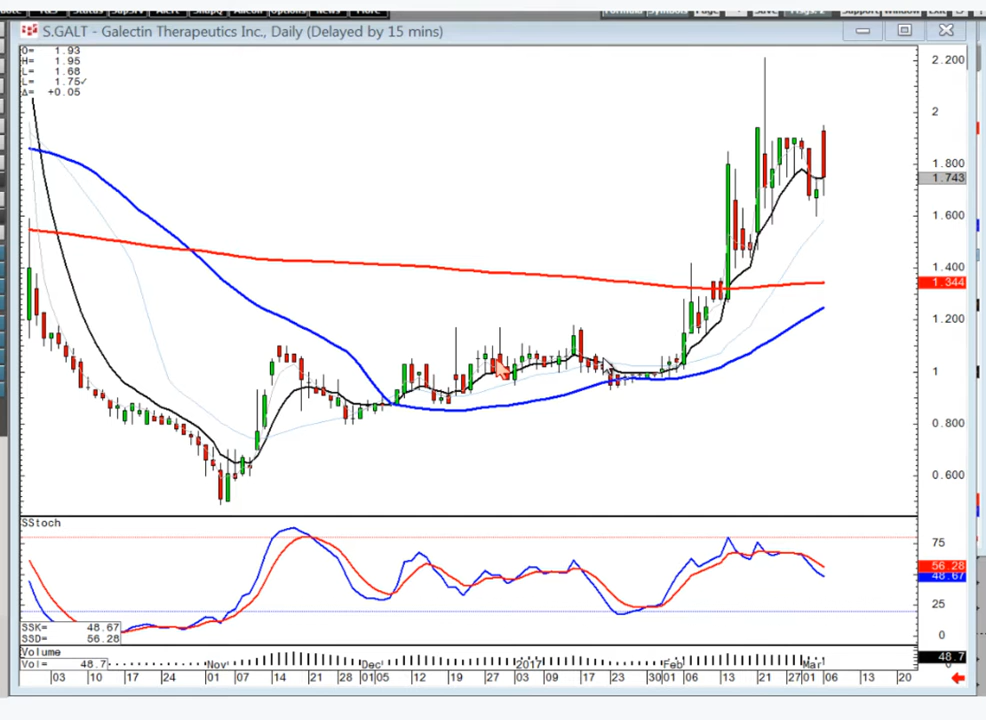 S.GALT - Galectin Therapeutics Inc., Daily (Delayed by 15 mins)
O= 1.93
H= 1.95
L= 1.68
L= 1.75✓
Δ= +0.05
2.200
2
1.800
1.743
1.600
1.400
1.344
1.200
1
0.800
0.600
SStoch
75
56.28
48.67
25
0
SSK= 48.67
SSD= 56.28
Volume
Vol= 48.7
48.7
0
Nov Dec 2017 Feb Mar
03 10 17 24 01 07 14 21 28 01 05 12 19 27 03 09 17 23 30 01 06 13 21 27 01 06 13 20